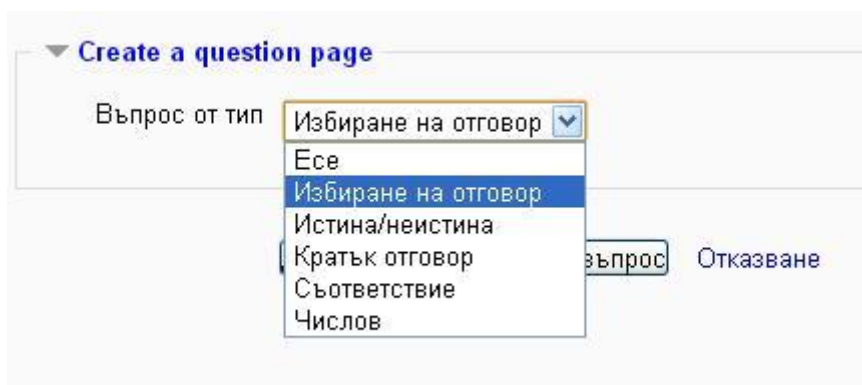 Create a question page
Въпрос от тип Избиране на отговор
Есе
Избиране на отговор
Истина/неистина
Кратък отговор
въпрос Отказване
Съответствие
Числов